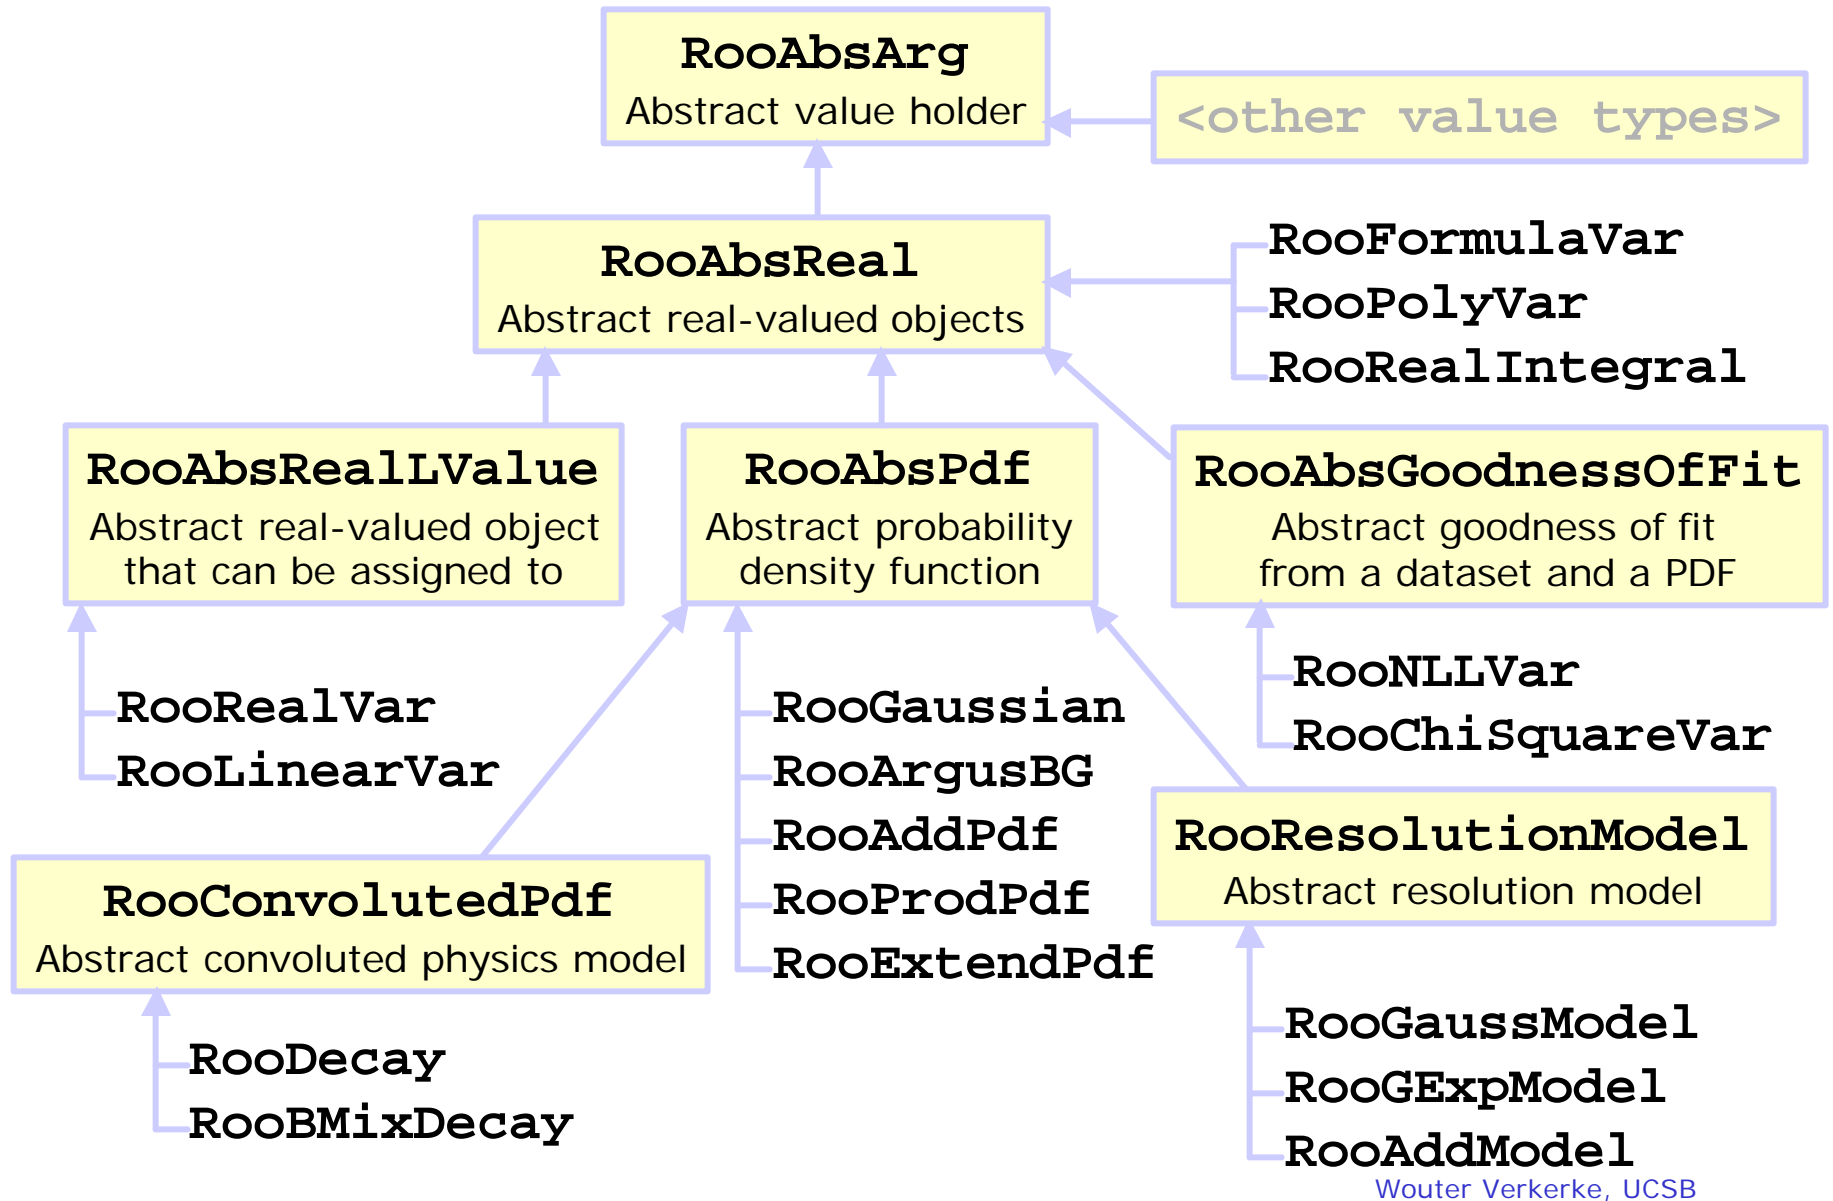 RooAbsArg
Abstract value holder
<other value types>
RooAbsReal
Abstract real-valued objects
RooFormulaVar
RooPolyVar
RooRealIntegral
RooAbsRealLValue
Abstract real-valued object
that can be assigned to
RooAbsPdf
Abstract probability
density function
RooAbsGoodnessOfFit
Abstract goodness of fit
from a dataset and a PDF
RooRealVar
RooLinearVar
RooGaussian
RooArgusBG
RooAddPdf
RooProdPdf
RooExtendPdf
RooNLLVar
RooChiSquareVar
RooConvolutedPdf
Abstract convoluted physics model
RooResolutionModel
Abstract resolution model
RooDecay
RooBMixDecay
RooGaussModel
RooGExpModel
RooAddModel
Wouter Verkerke, UCSB